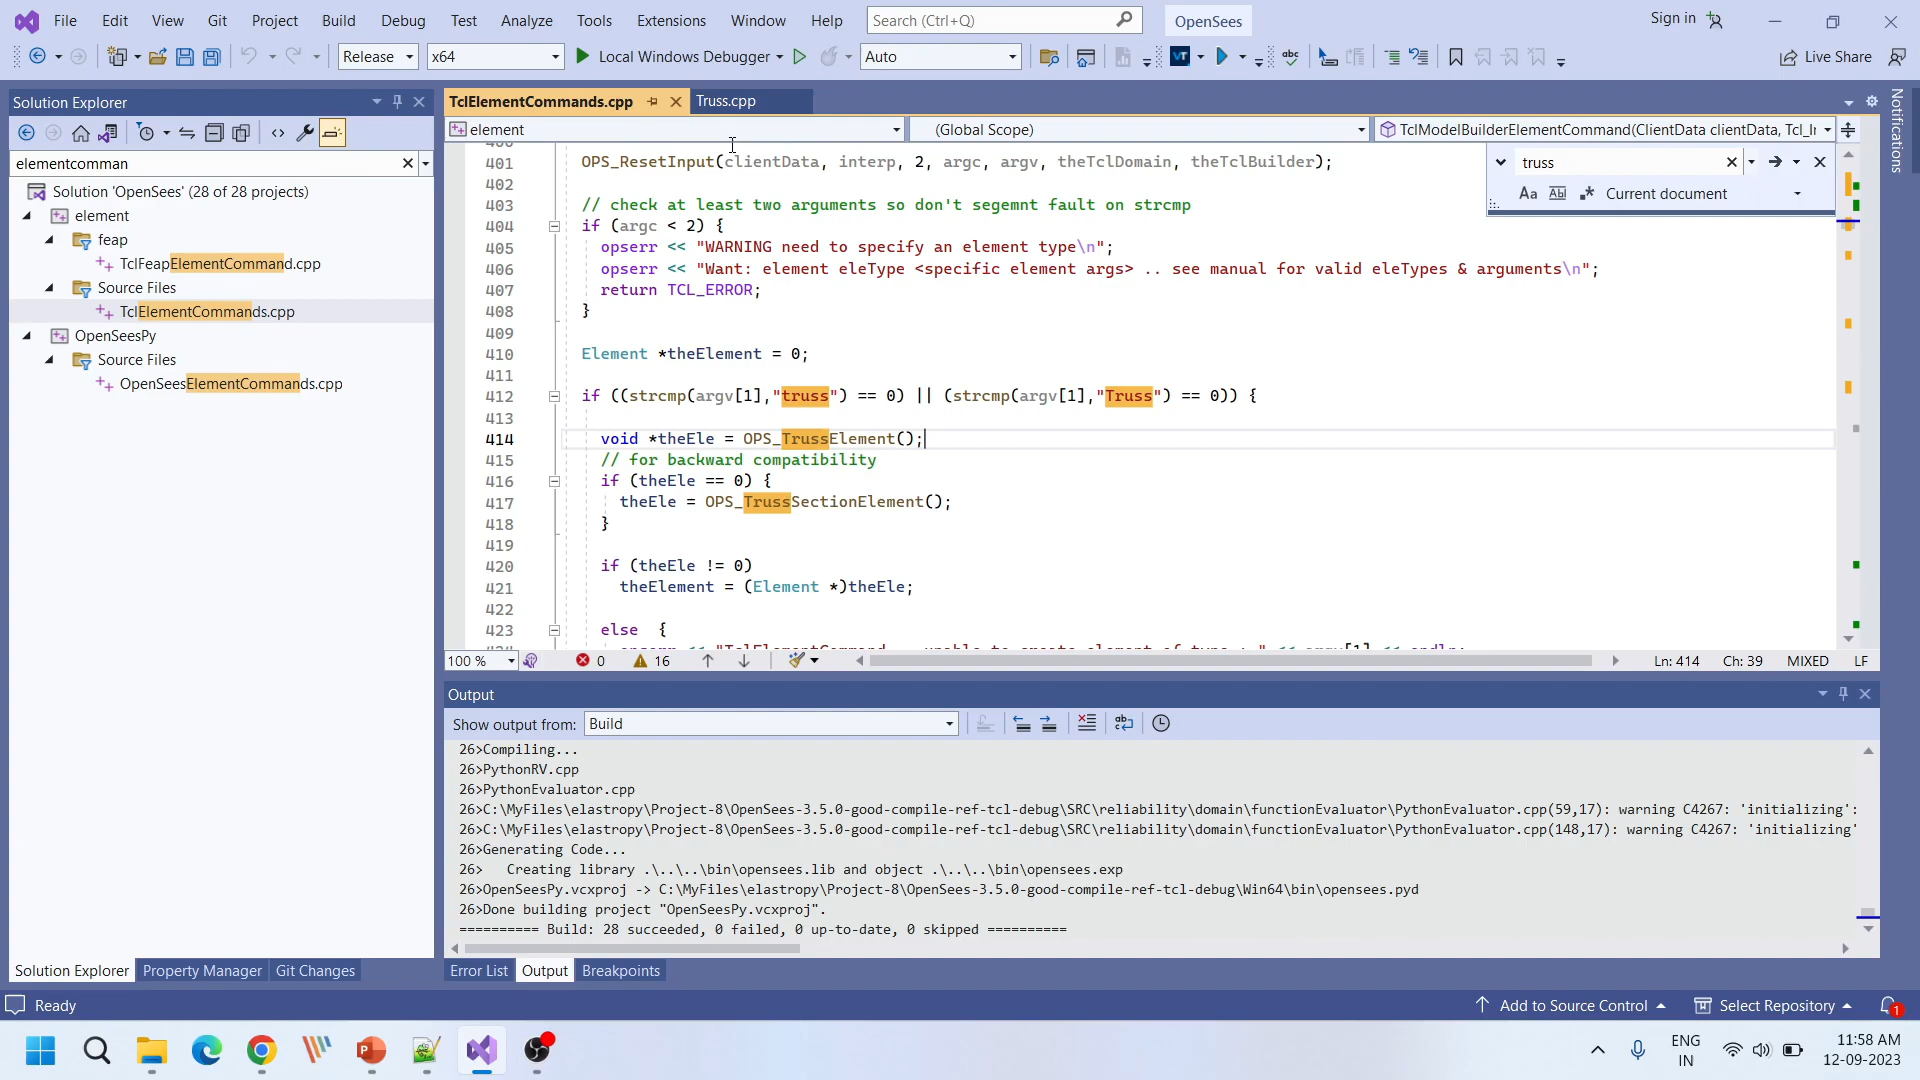 File Edit View Git Project Build Debug Test Analyze Tools Extensions Window Help Search (Ctrl+Q) OpenSees Sign in
Release x64 Local Windows Debugger Auto Live Share
Solution Explorer
elementcomman
Solution 'OpenSees' (28 of 28 projects)
element
feap
TclFeapElementCommand.cpp
Source Files
TclElementCommands.cpp
OpenSeesPy
Source Files
OpenSeesElementCommands.cpp
Solution Explorer Property Manager Git Changes
TclElementCommands.cpp Truss.cpp
element (Global Scope) TclModelBuilderElementCommand(ClientData clientData, Tcl_Ir
truss
Current document
401 OPS_ResetInput(clientData, interp, 2, argc, argv, theTclDomain, theTclBuilder);
402
403 // check at least two arguments so don't segemnt fault on strcmp
404 if (argc < 2) {
405 opserr << "WARNING need to specify an element type\n";
406 opserr << "Want: element eleType <specific element args> .. see manual for valid eleTypes & arguments\n";
407 return TCL_ERROR;
408 }
409
410 Element *theElement = 0;
411
412 if ((strcmp(argv[1],"truss") == 0) || (strcmp(argv[1],"Truss") == 0)) {
413
414 void *theEle = OPS_TrussElement();
415 // for backward compatibility
416 if (theEle == 0) {
417 theEle = OPS_TrussSectionElement();
418 }
419
420 if (theEle != 0)
421 theElement = (Element *)theEle;
422
423 else {
100 % 0 16 Ln: 414 Ch: 39 MIXED LF
Output
Show output from: Build
26>Compiling...
26>PythonRV.cpp
26>PythonEvaluator.cpp
26>C:\MyFiles\elastropy\Project-8\OpenSees-3.5.0-good-compile-ref-tcl-debug\SRC\reliability\domain\functionEvaluator\PythonEvaluator.cpp(59,17): warning C4267: 'initializing':
26>C:\MyFiles\elastropy\Project-8\OpenSees-3.5.0-good-compile-ref-tcl-debug\SRC\reliability\domain\functionEvaluator\PythonEvaluator.cpp(148,17): warning C4267: 'initializing'
26>Generating Code...
26> Creating library .\..\..\bin\opensees.lib and object .\..\..\bin\opensees.exp
26>OpenSeesPy.vcxproj -> C:\MyFiles\elastropy\Project-8\OpenSees-3.5.0-good-compile-ref-tcl-debug\Win64\bin\opensees.pyd
26>Done building project "OpenSeesPy.vcxproj".
========== Build: 28 succeeded, 0 failed, 0 up-to-date, 0 skipped ==========
Error List Output Breakpoints
Notifications
Ready Add to Source Control Select Repository 1
ENG
IN
11:58 AM
12-09-2023